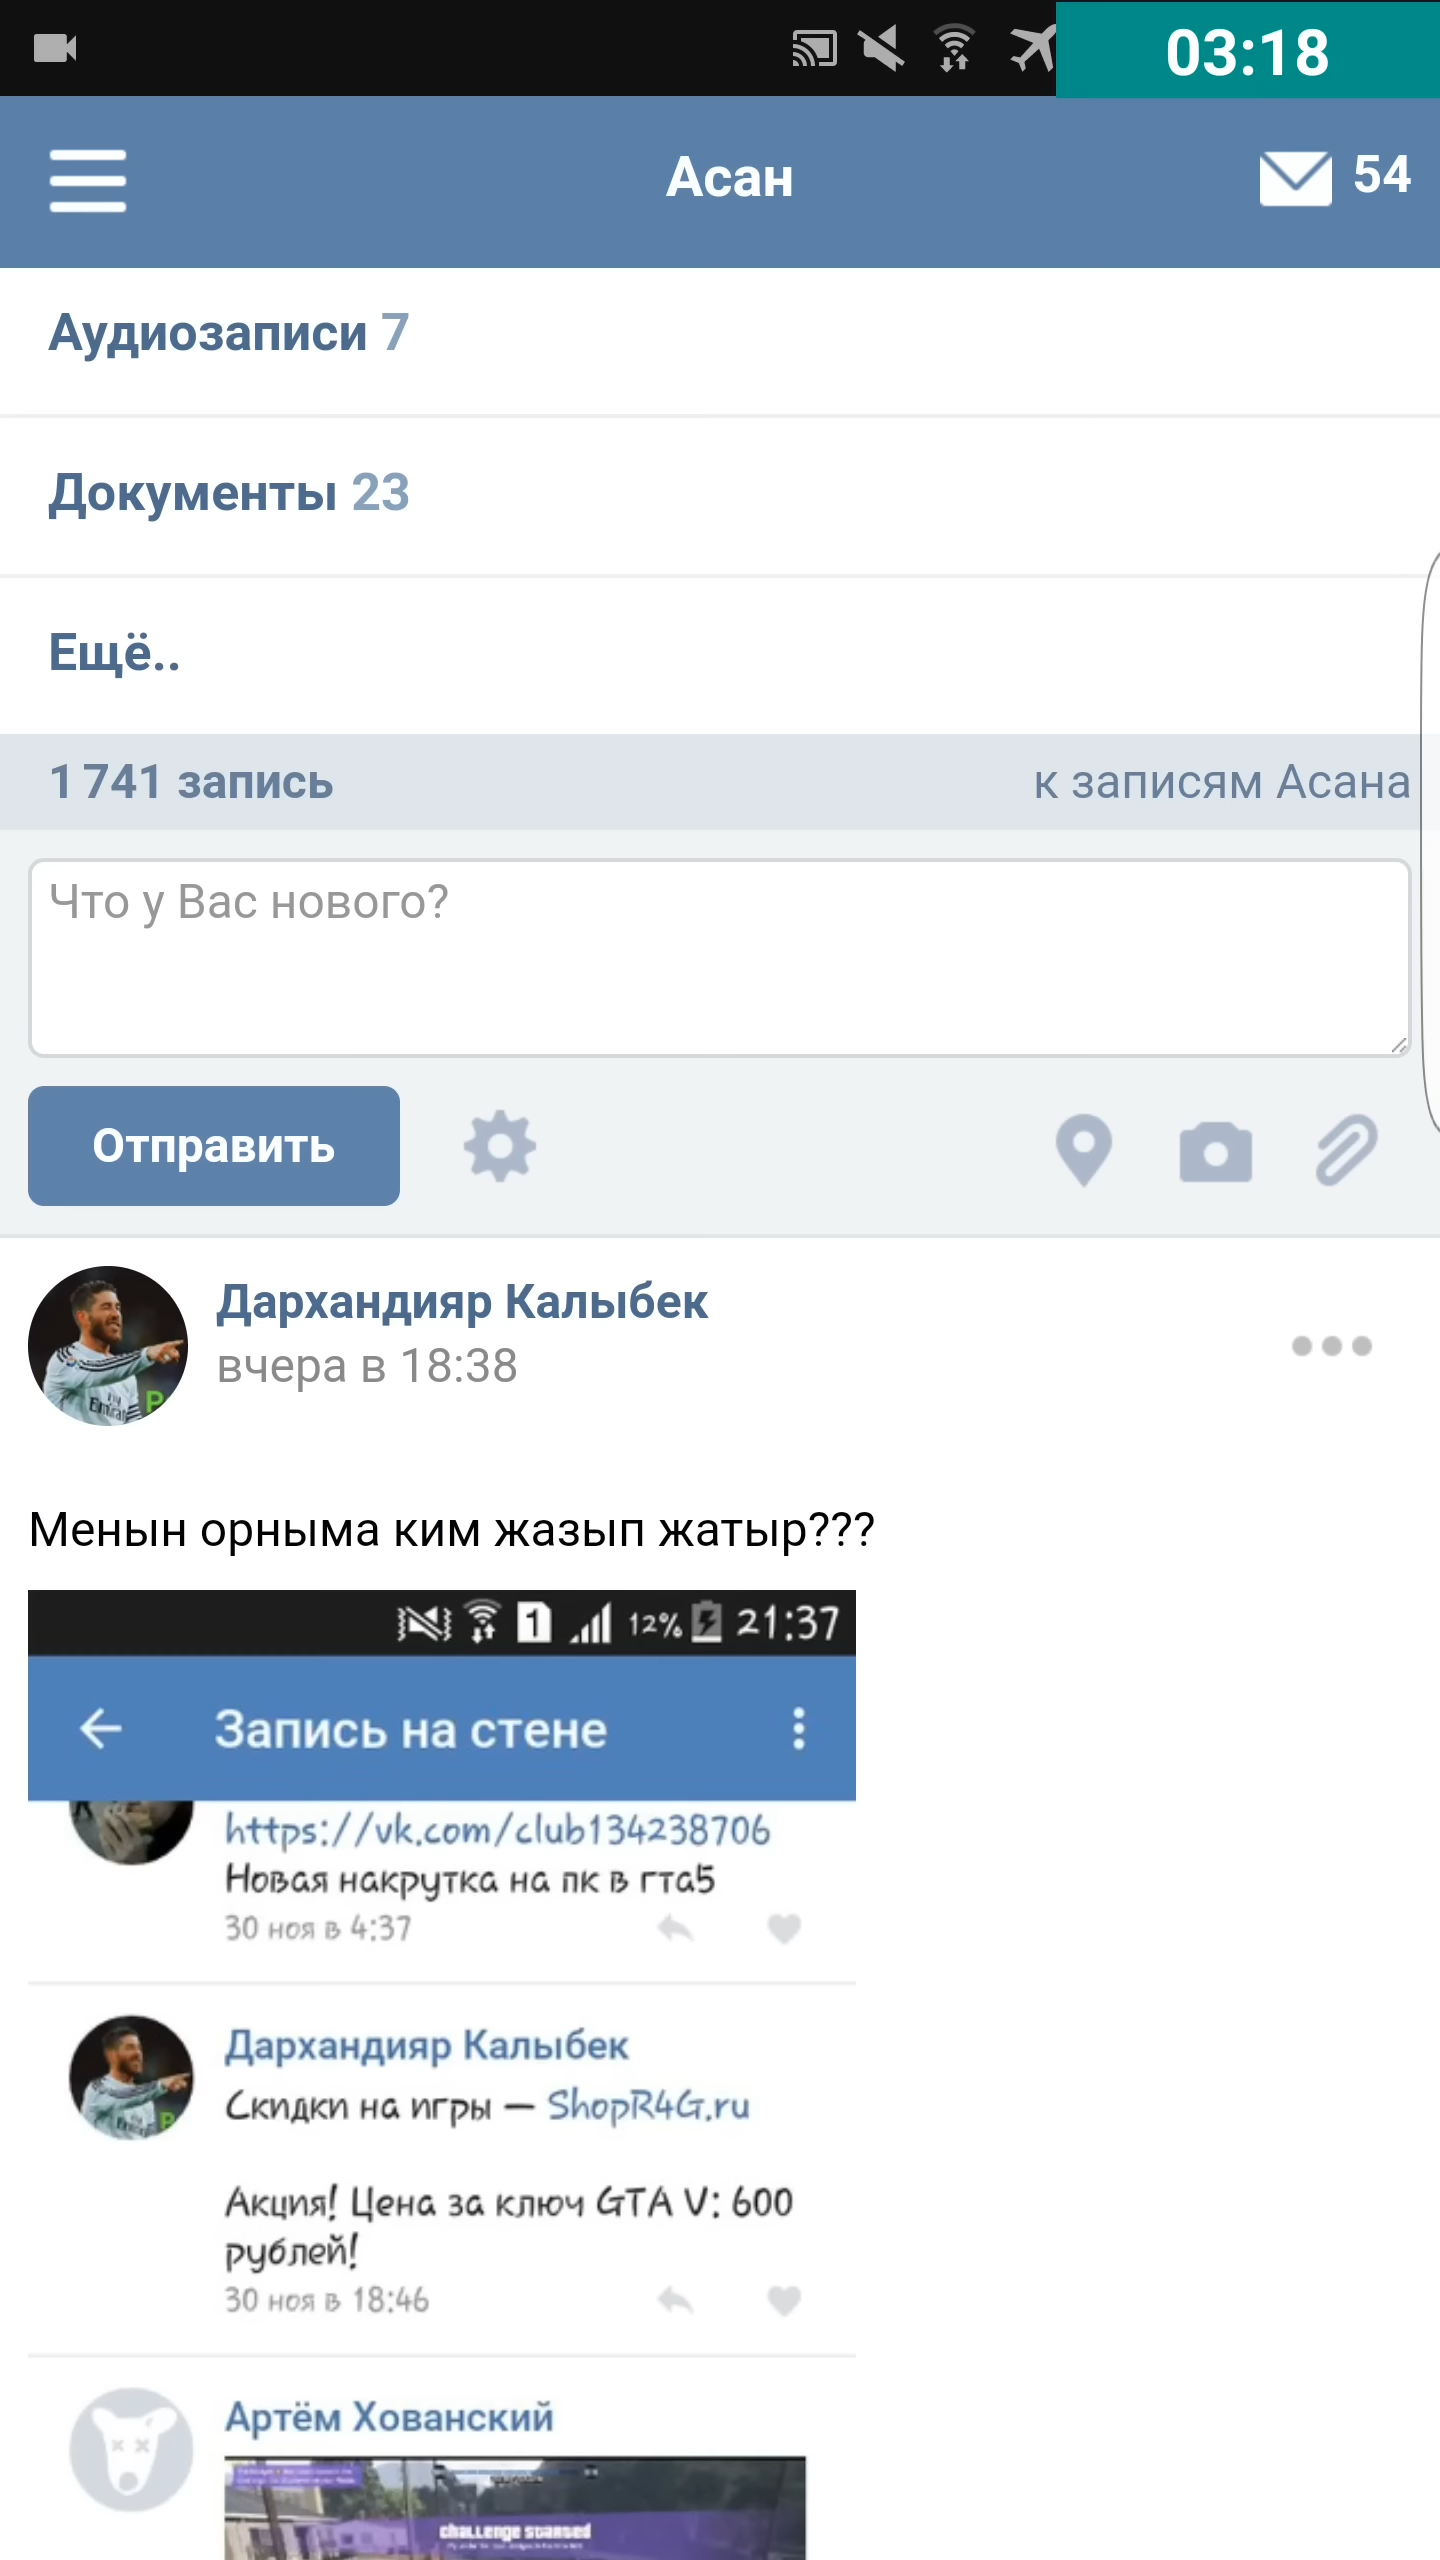 03:18
Асан
54
Аудиозаписи 7
Документы 23
Ещё..
1 741 запись
к записям Асана
Что у Вас нового?
Отправить
Дархандияр Калыбек
вчера в 18:38
Менын орныма ким жазып жатыр???
1 12% 21:37
Запись на стене
https://vk.com/club134238706
Новая накрутка на пк в гта5
30 ноя в 4:37
Дархандияр Калыбек
Скидки на игры — ShopR4G.ru
Акция! Цена за ключ GTA V: 600
рублей!
30 ноя в 18:46
Артём Хованский
challenge started